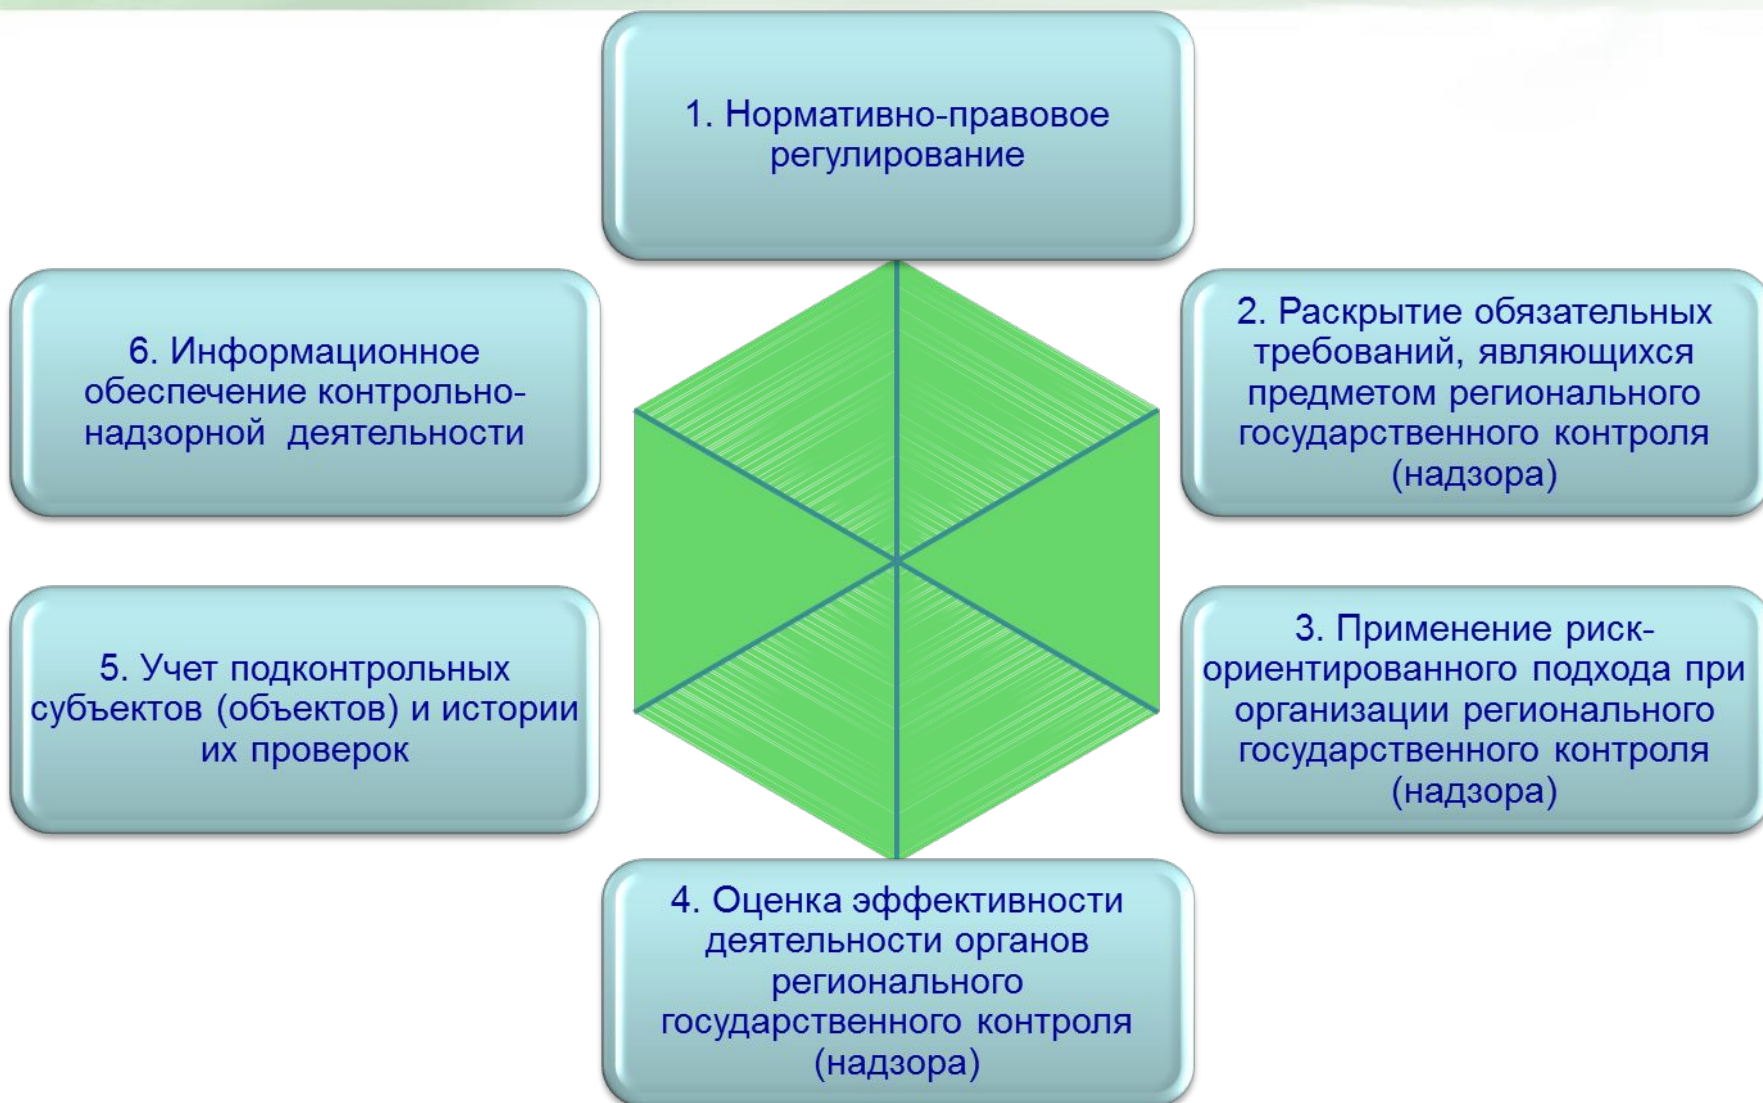 1. Нормативно-правовое
регулирование
2. Раскрытие обязательных
требований, являющихся
предметом регионального
государственного контроля
(надзора)
3. Применение риск-
ориентированного подхода при
организации регионального
государственного контроля
(надзора)
4. Оценка эффективности
деятельности органов
регионального
государственного контроля
(надзора)
5. Учет подконтрольных
субъектов (объектов) и истории
их проверок
6. Информационное
обеспечение контрольно-
надзорной деятельности